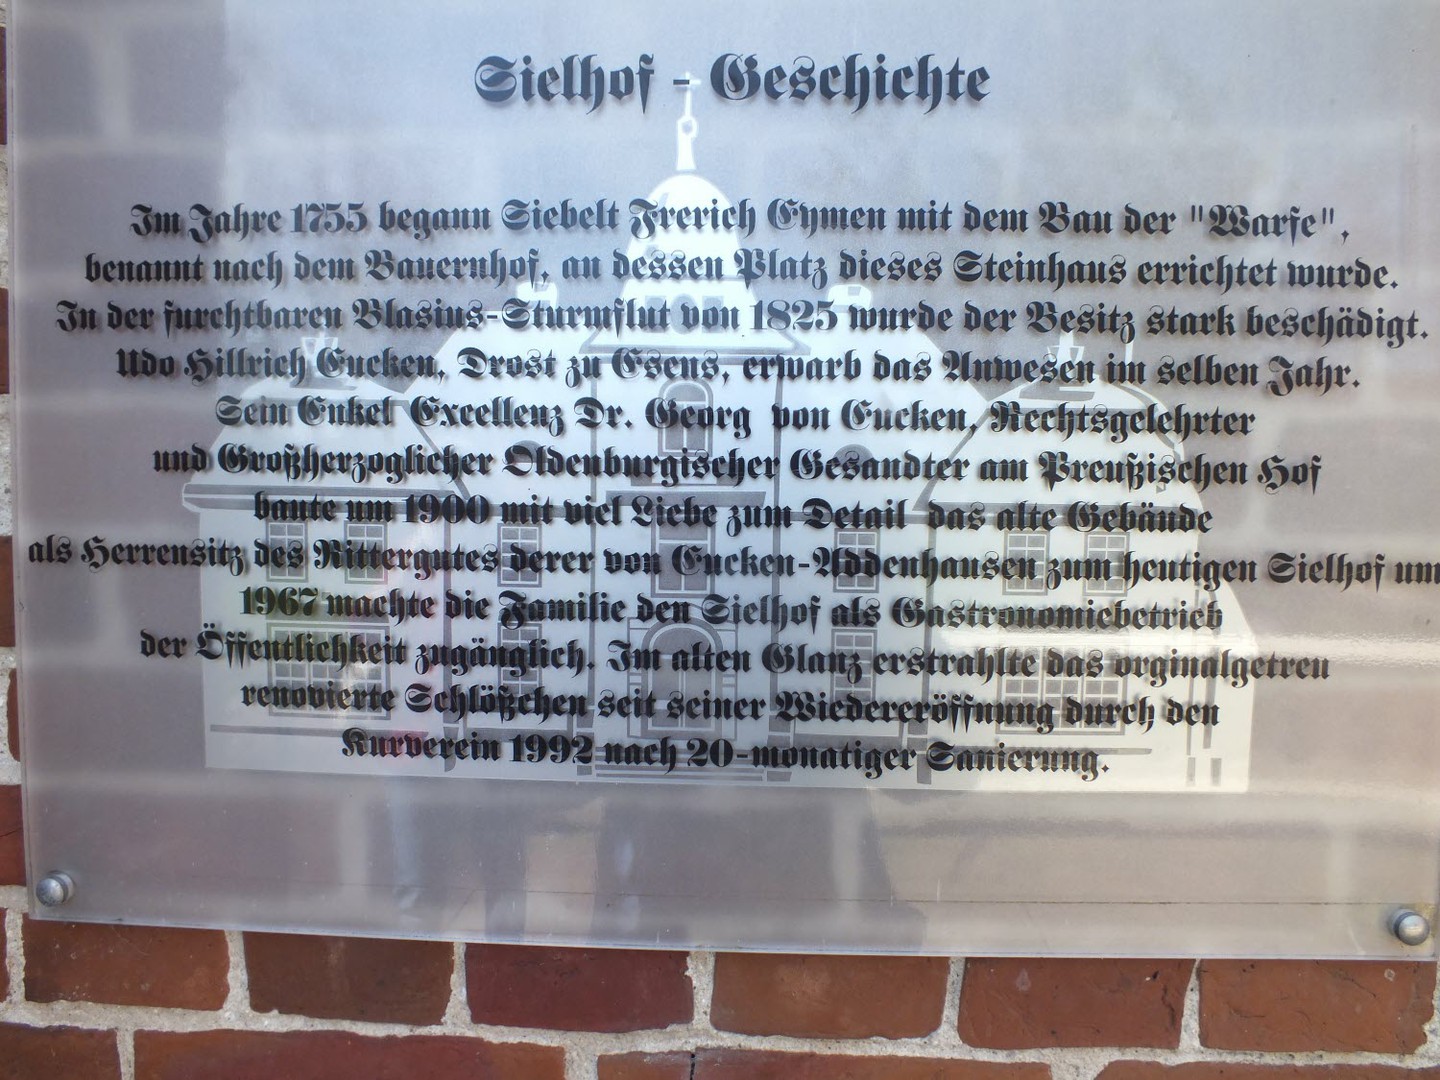 Sielhof - Geschichte
Im Jahre 1755 begann Siebelt Frerich Eymen mit dem Bau der "Warfe",
benannt nach dem Bauernhof, an dessen Platz dieses Steinhaus errichtet wurde.
In der furchtbaren Blasius-Sturmflut von 1825 wurde der Besitz stark beschädigt.
Udo Hillrich Eucken, Drost zu Esens, erwarb das Anwesen im selben Jahr.
Sein Enkel Excellenz Dr. Georg von Eucken, Rechtsgelehrter
und Großherzoglicher Oldenburgischer Gesandter am Preußischen Hof
baute um 1900 mit viel Liebe zum Detail das alte Gebäude
als Herrensitz des Rittergutes derer von Eucken-Addenhausen zum heutigen Sielhof um
1967 machte die Familie den Sielhof als Gastronomiebetrieb
der Öffentlichkeit zugänglich. Im alten Glanz erstrahlte das orginalgetreu
renovierte Schlößchen seit seiner Wiedereröffnung durch den
Kurverein 1992 nach 20-monatiger Sanierung.